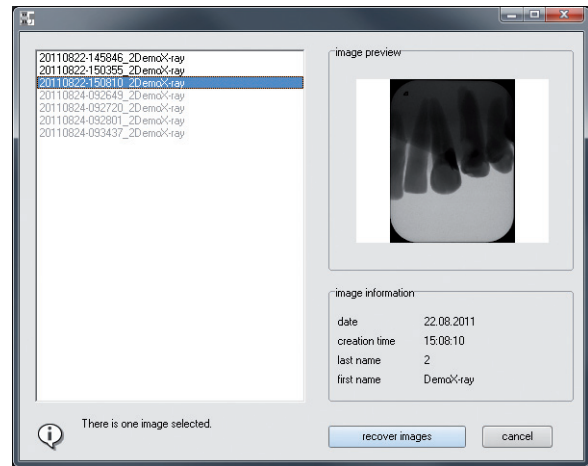 20110822-145846_2DemoX-ray
20110822-150355_2DemoX-ray
20110822-150810_2DemoX-ray
20110824-092649_2DemoX-ray
20110824-092720_2DemoX-ray
20110824-092801_2DemoX-ray
20110824-093437_2DemoX-ray
image preview
image information
date 22.08.2011
creation time 15:08:10
last name 2
first name DemoX-ray
There is one image selected.
recover images cancel